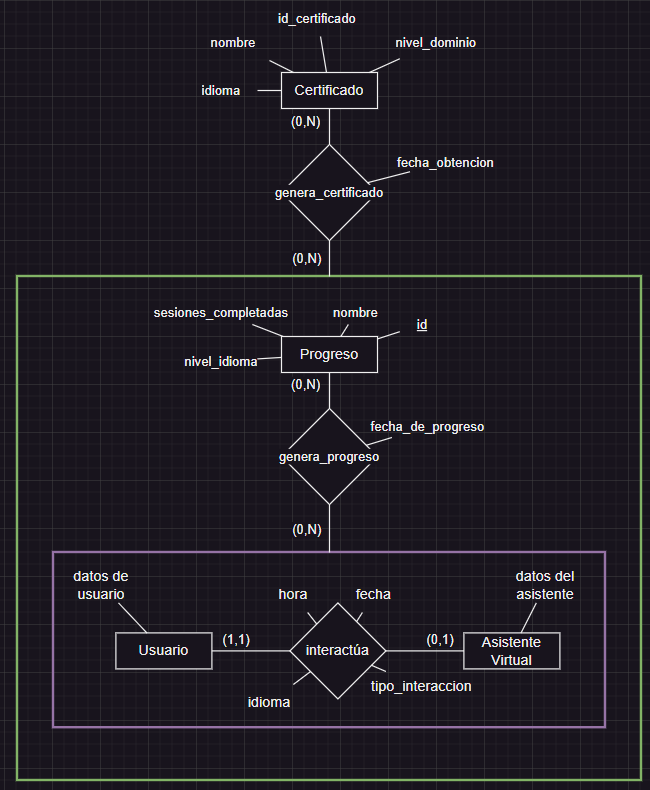 id_certificado
nombre
nivel_dominio
idioma
Certificado
(0,N)
fecha_obtencion
genera_certificado
(0,N)
sesiones_completadas
nombre
id
Progreso
nivel_idioma
(0,N)
fecha_de_progreso
genera_progreso
(0,N)
datos de
usuario
hora
fecha
datos del
asistente
Usuario
(1,1)
interactúa
(0,1)
Asistente
Virtual
idioma
tipo_interaccion